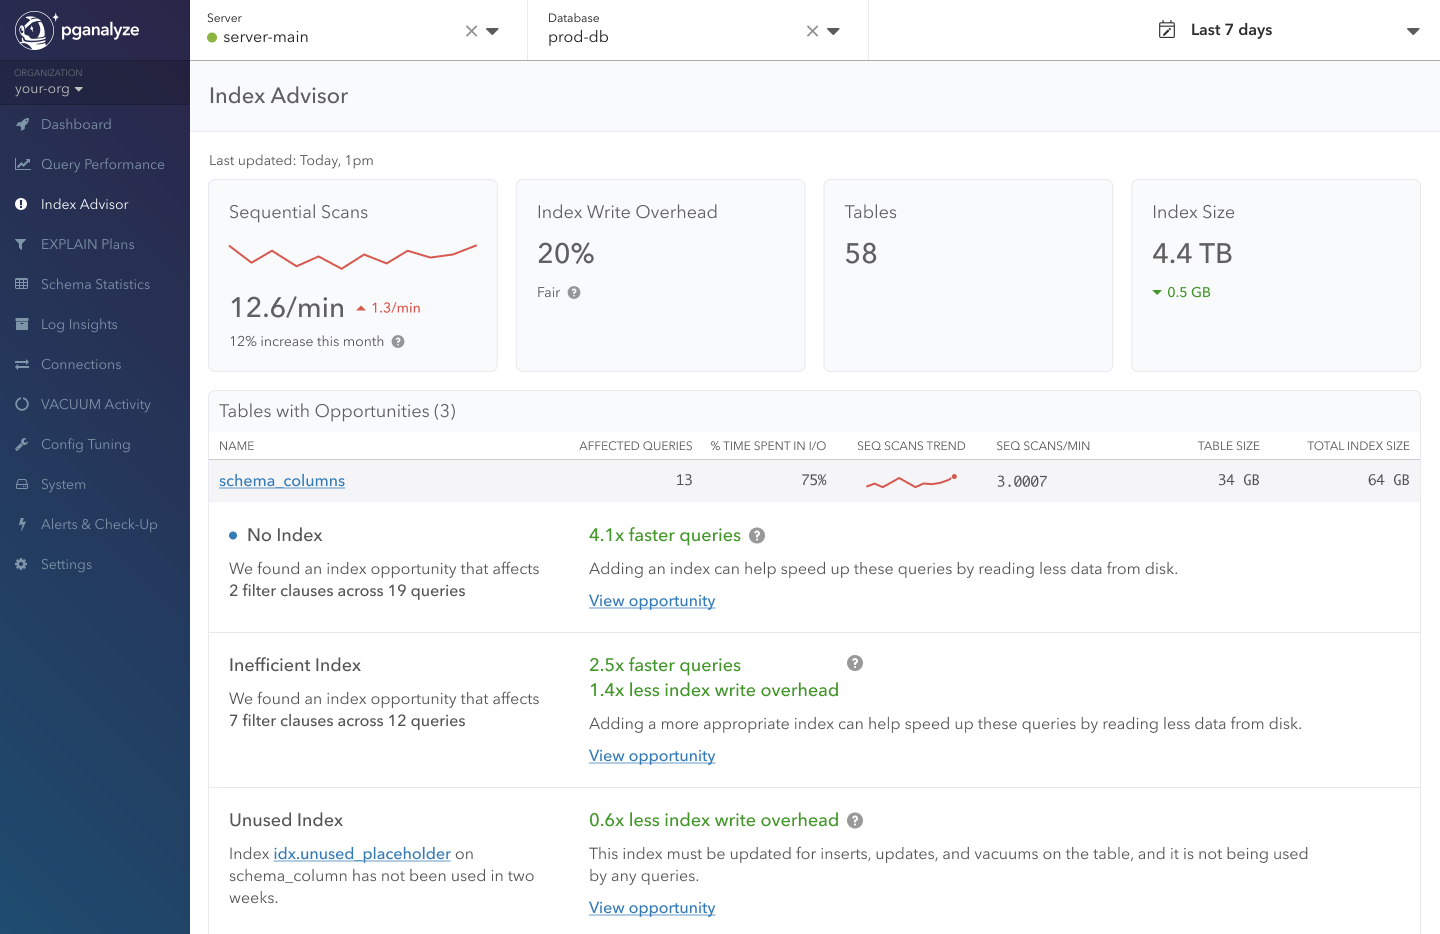 pganalyze
Server
server-main
Database
prod-db
Last 7 days
ORGANIZATION
your-org
Dashboard
Query Performance
Index Advisor
EXPLAIN Plans
Schema Statistics
Log Insights
Connections
VACUUM Activity
Config Tuning
System
Alerts & Check-Up
Settings
Index Advisor
Last updated: Today, 1pm
Sequential Scans
12.6/min 1.3/min
12% increase this month ?
Index Write Overhead
20%
Fair ?
Tables
58
Index Size
4.4 TB
0.5 GB
Tables with Opportunities (3)
NAME AFFECTED QUERIES % TIME SPENT IN I/O SEQ SCANS TREND SEQ SCANS/MIN TABLE SIZE TOTAL INDEX SIZE
schema_columns 13 75% 3.0007 34 GB 64 GB
No Index
We found an index opportunity that affects
2 filter clauses across 19 queries
4.1x faster queries ?
Adding an index can help speed up these queries by reading less data from disk.
View opportunity
Inefficient Index
We found an index opportunity that affects
7 filter clauses across 12 queries
2.5x faster queries ?
1.4x less index write overhead
Adding a more appropriate index can help speed up these queries by reading less data from disk.
View opportunity
Unused Index
Index idx.unused_placeholder on
schema_column has not been used in two
weeks.
0.6x less index write overhead ?
This index must be updated for inserts, updates, and vacuums on the table, and it is not being used
by any queries.
View opportunity